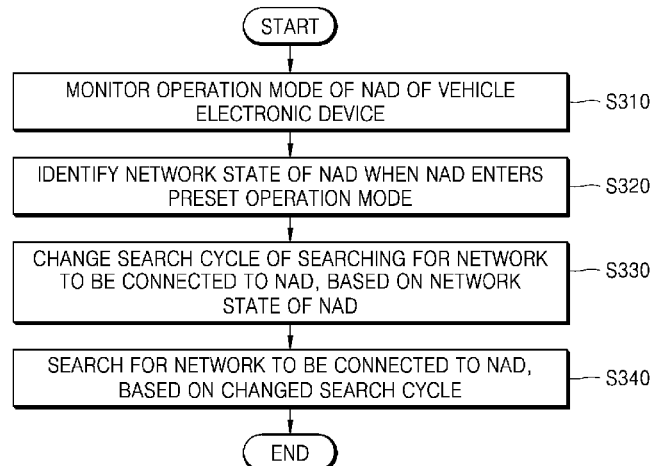 START
MONITOR OPERATION MODE OF NAD OF VEHICLE
ELECTRONIC DEVICE
S310
IDENTIFY NETWORK STATE OF NAD WHEN NAD ENTERS
PRESET OPERATION MODE
S320
CHANGE SEARCH CYCLE OF SEARCHING FOR NETWORK
TO BE CONNECTED TO NAD, BASED ON NETWORK
STATE OF NAD
S330
SEARCH FOR NETWORK TO BE CONNECTED TO NAD,
BASED ON CHANGED SEARCH CYCLE
S340
END